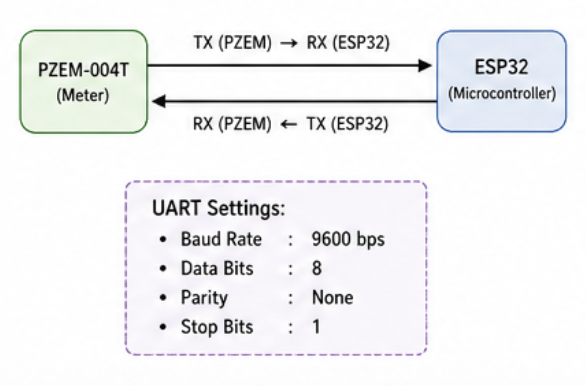 TX (PZEM) → RX (ESP32)
PZEM-004T
(Meter)
ESP32
(Microcontroller)
RX (PZEM) ← TX (ESP32)
UART Settings:
• Baud Rate : 9600 bps
• Data Bits : 8
• Parity : None
• Stop Bits : 1